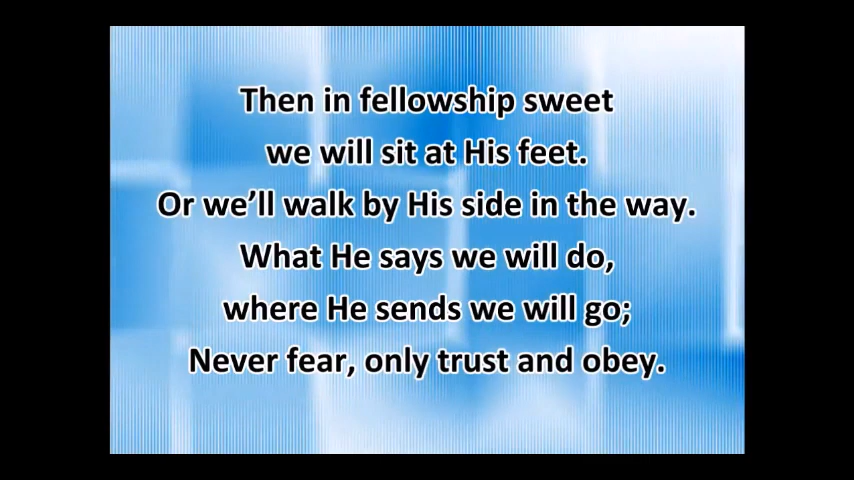 Then in fellowship sweet
we will sit at His feet.
Or we’ll walk by His side in the way.
What He says we will do,
where He sends we will go;
Never fear, only trust and obey.